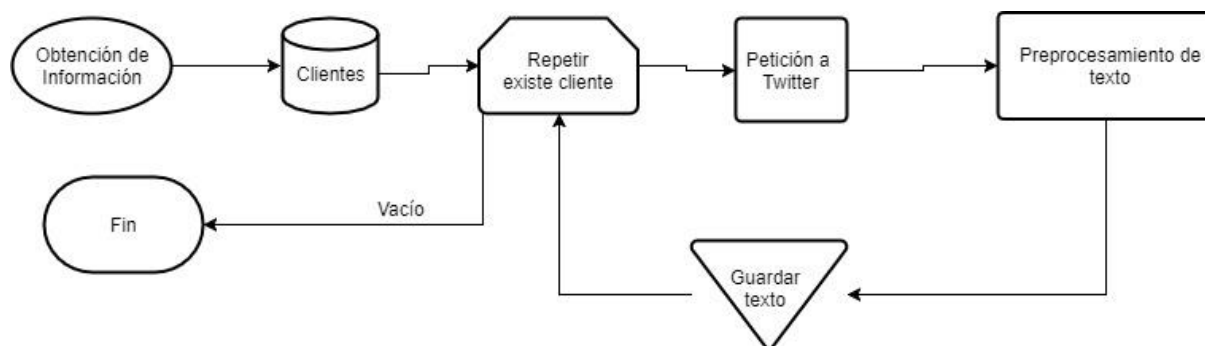 Obtención de
Información
Clientes
Repetir
existe cliente
Petición a
Twitter
Preprocesamiento de
texto
Vacío
Fin
Guardar
texto